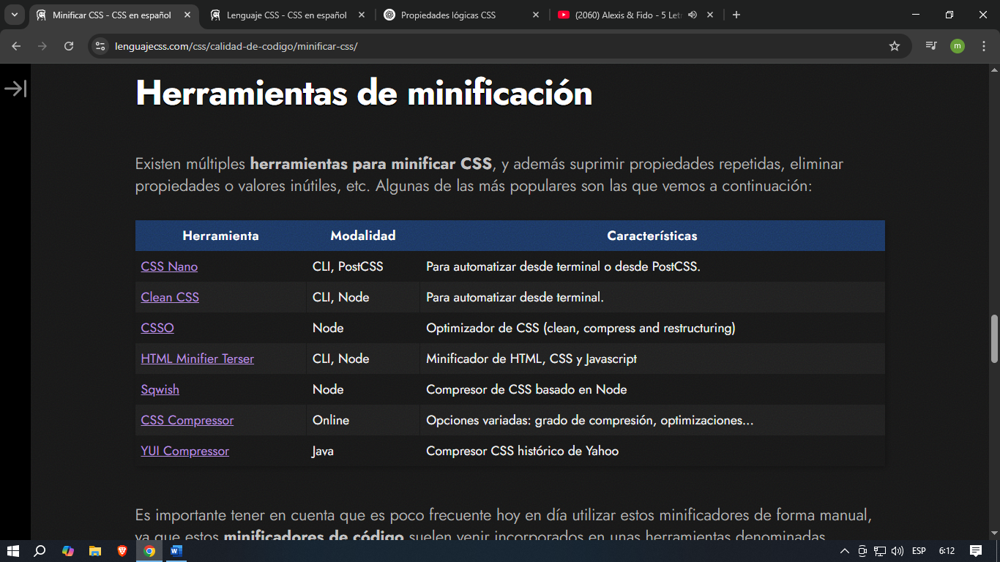 Minificar CSS - CSS en español
Lenguaje CSS - CSS en español
Propiedades lógicas CSS
(2060) Alexis & Fido - 5 Letr
lenguajecss.com/css/calidad-de-codigo/minificar-css/
m
Herramientas de minificación
Existen múltiples herramientas para minificar CSS, y además suprimir propiedades repetidas, eliminar
propiedades o valores inútiles, etc. Algunas de las más populares son las que vemos a continuación:
Herramienta Modalidad Características
CSS Nano CLI, PostCSS Para automatizar desde terminal o desde PostCSS.
Clean CSS CLI, Node Para automatizar desde terminal.
CSSO Node Optimizador de CSS (clean, compress and restructuring)
HTML Minifier Terser CLI, Node Minificador de HTML, CSS y Javascript
Sqwish Node Compresor de CSS basado en Node
CSS Compressor Online Opciones variadas: grado de compresión, optimizaciones...
YUI Compressor Java Compresor CSS histórico de Yahoo
Es importante tener en cuenta que es poco frecuente hoy en día utilizar estos minificadores de forma manual,
ya que estos minificadores de código suelen venir incorporados en unas herramientas denominadas
ESP 6:12